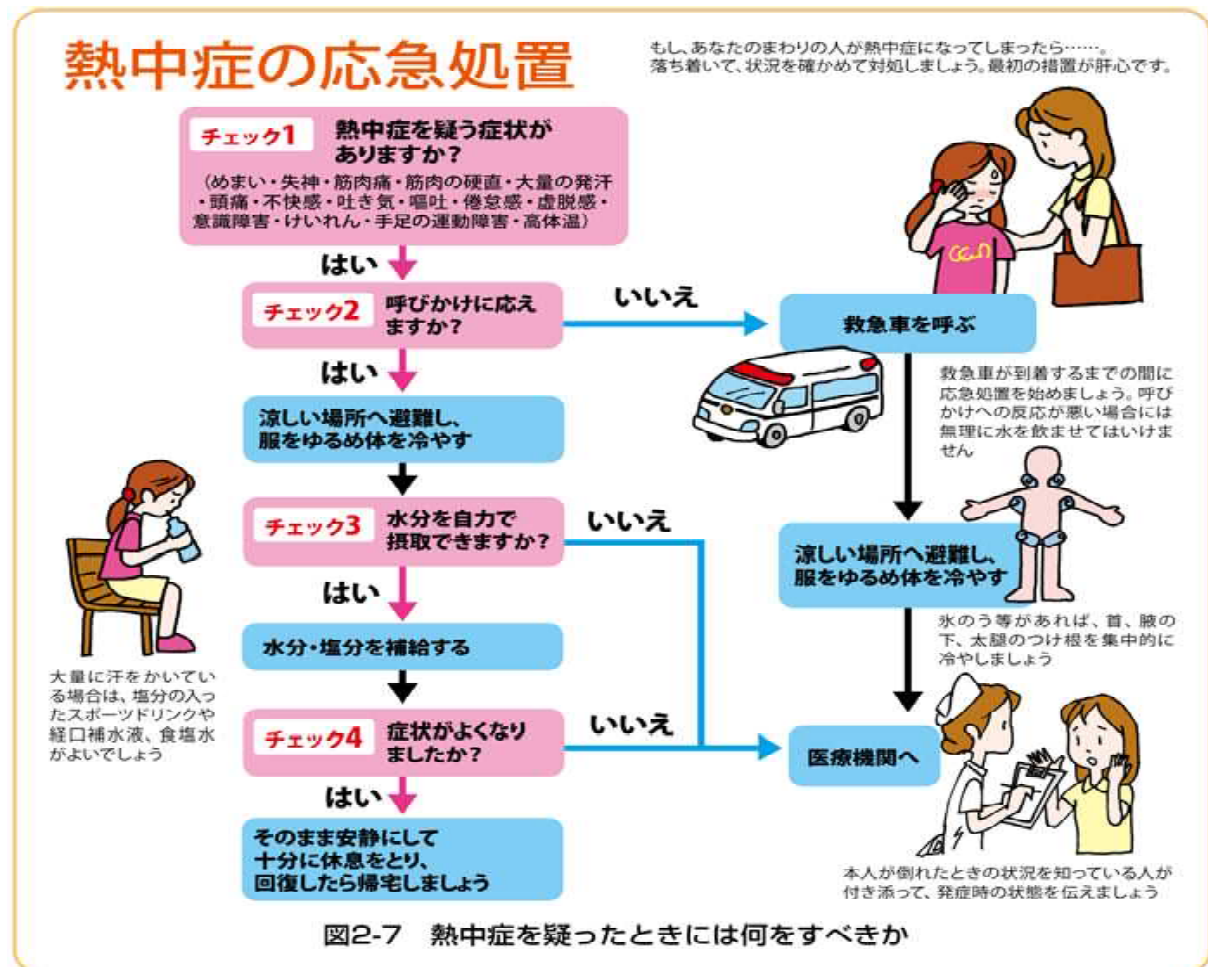 熱中症の応急処置
もし、あなたのまわりの人が熱中症になってしまったら……。
落ち着いて、状況を確かめて対処しましょう。最初の措置が肝心です。
チェック1 熱中症を疑う症状が
ありますか?
(めまい・失神・筋肉痛・筋肉の硬直・大量の発汗
・頭痛・不快感・吐き気・嘔吐・倦怠感・虚脱感・
意識障害・けいれん・手足の運動障害・高体温)
はい
チェック2 呼びかけに応え
ますか?
いいえ
救急車を呼ぶ
救急車が到着するまでの間に
応急処置を始めましょう。呼び
かけへの反応が悪い場合には
無理に水を飲ませてはいけま
せん
はい
涼しい場所へ避難し、
服をゆるめ体を冷やす
チェック3 水分を自力で
摂取できますか?
いいえ
涼しい場所へ避難し、
服をゆるめ体を冷やす
氷のう等があれば、首、腋の
下、太腿のつけ根を集中的に
冷やしましょう
はい
水分・塩分を補給する
大量に汗をかいてい
る場合は、塩分の入っ
たスポーツドリンクや
経口補水液、食塩水
がよいでしょう
チェック4 症状がよくなり
ましたか?
いいえ
医療機関へ
本人が倒れたときの状況を知っている人が
付き添って、発症時の状態を伝えましょう
はい
そのまま安静にして
十分に休息をとり、
回復したら帰宅しましょう
図2-7 熱中症を疑ったときには何をすべきか